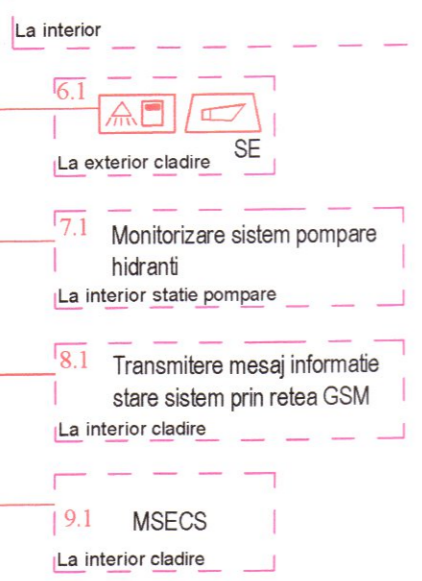 La interior
6.1
SE
La exterior cladire
7.1 Monitorizare sistem pompare
hidranti
La interior statie pompare
8.1 Transmitere mesaj informatie
stare sistem prin retea GSM
La interior cladire
9.1 MSECS
La interior cladire